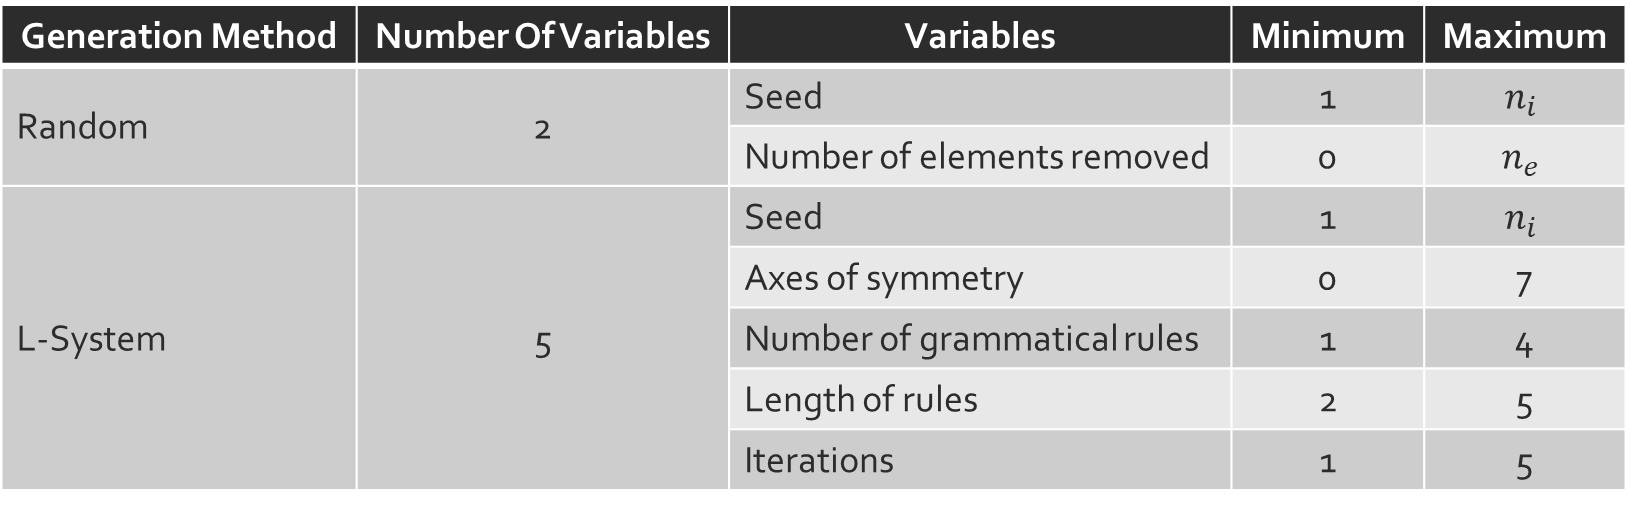 Generation Method Number Of Variables Variables Minimum Maximum
Random 2 Seed 1 n_i
Number of elements removed 0 n_e
L-System 5 Seed 1 n_i
Axes of symmetry 0 7
Number of grammatical rules 1 4
Length of rules 2 5
Iterations 1 5